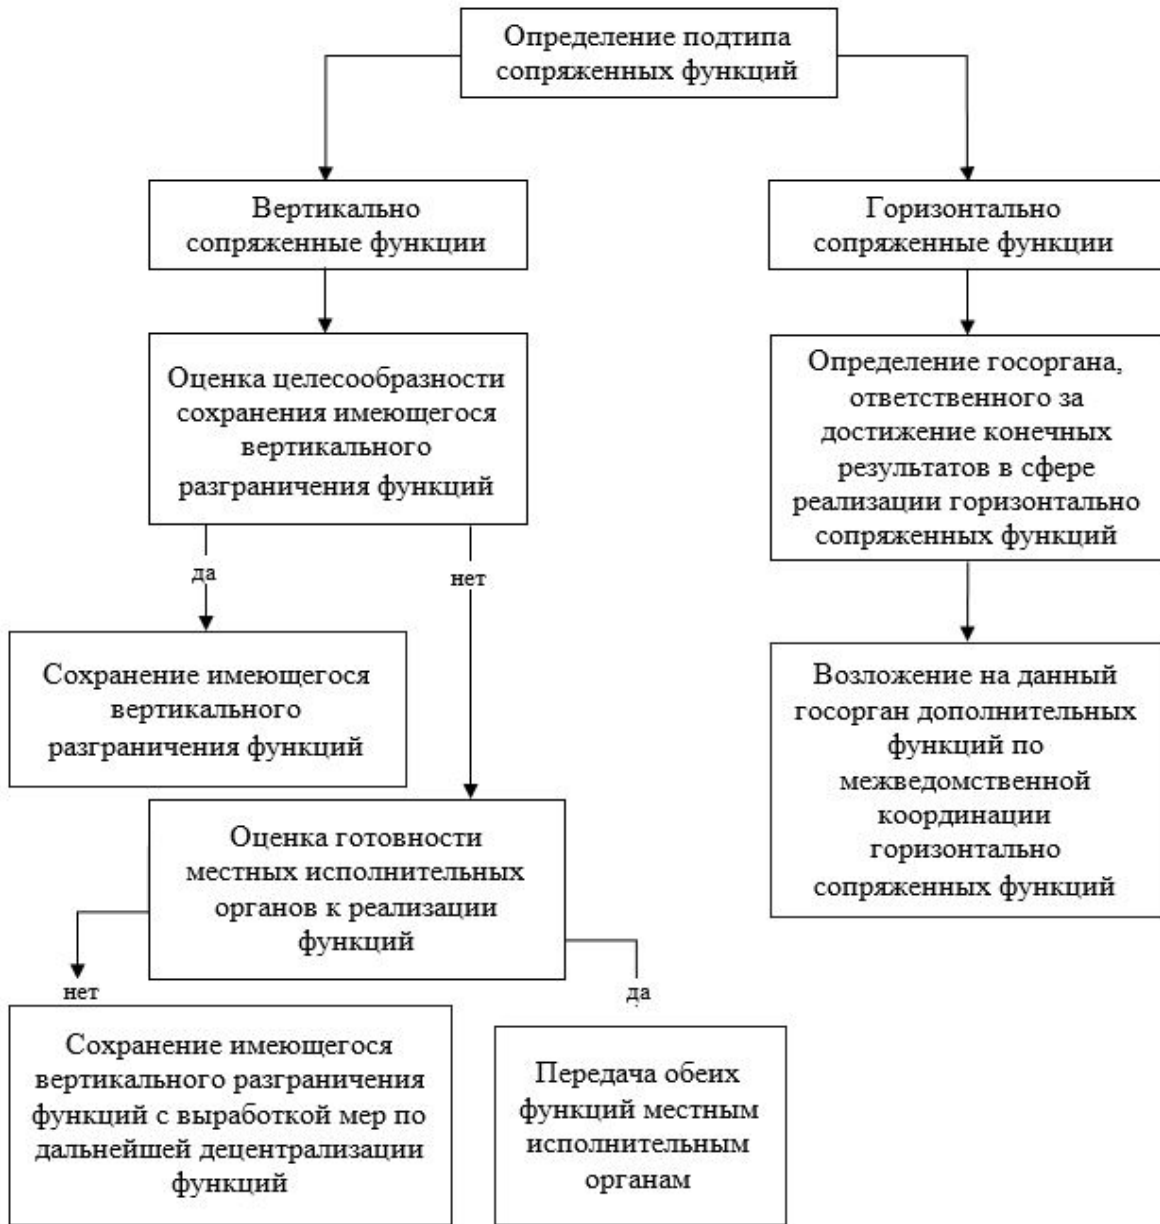 Определение подтипа
сопряженных функций
Вертикально
сопряженные функции
Горизонтально
сопряженные функции
Оценка целесообразности
сохранения имеющегося
вертикального
разграничения функций
Определение госоргана,
ответственного за
достижение конечных
результатов в сфере
реализации горизонтально
сопряженных функций
да
нет
Сохранение имеющегося
вертикального
разграничения функций
Возложение на данный
госорган дополнительных
функций по
межведомственной
координации
горизонтально
сопряженных функций
Оценка готовности
местных исполнительных
органов к реализации
функций
нет
да
Сохранение имеющегося
вертикального разграничения
функций с выработкой мер по
дальнейшей децентрализации
функций
Передача обеих
функций местным
исполнительным
органам